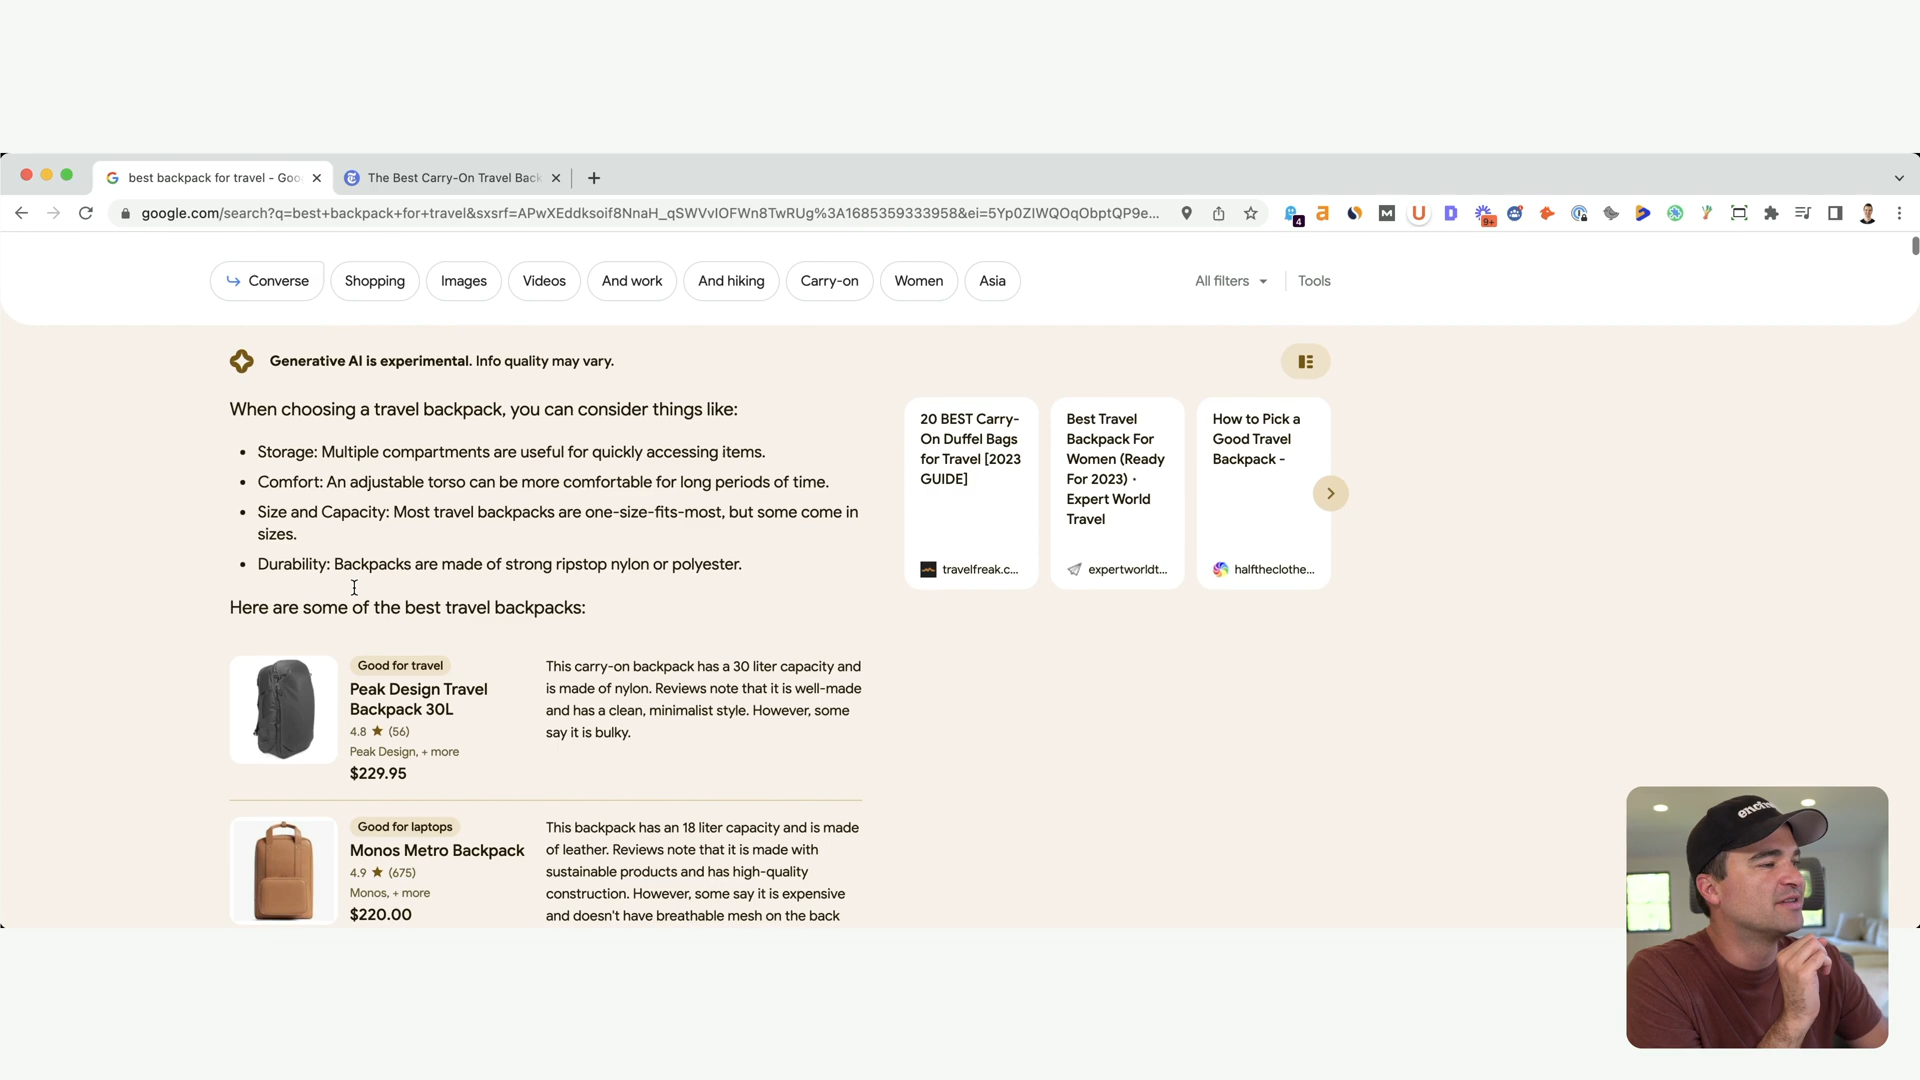 best backpack for travel - Goo
The Best Carry-On Travel Back
google.com/search?q=best+backpack+for+travel&sxsrf=APwXEddksoif8NnaH_qSWVvIOFWn8TwRUg%3A1685359333958&ei=5Yp0ZIWQOqObptQP9e...
4
9+
Converse
Shopping
Images
Videos
And work
And hiking
Carry-on
Women
Asia
All filters
Tools
Generative AI is experimental. Info quality may vary.
When choosing a travel backpack, you can consider things like:
• Storage: Multiple compartments are useful for quickly accessing items.
• Comfort: An adjustable torso can be more comfortable for long periods of time.
• Size and Capacity: Most travel backpacks are one-size-fits-most, but some come in
sizes.
• Durability: Backpacks are made of strong ripstop nylon or polyester.
Here are some of the best travel backpacks:
20 BEST Carry-
On Duffel Bags
for Travel [2023
GUIDE]
travelfreak.c...
Best Travel
Backpack For
Women (Ready
For 2023) •
Expert World
Travel
expertworldt...
How to Pick a
Good Travel
Backpack -
halftheclothe...
Good for travel
Peak Design Travel
Backpack 30L
4.8 ★ (56)
Peak Design, + more
$229.95
This carry-on backpack has a 30 liter capacity and
is made of nylon. Reviews note that it is well-made
and has a clean, minimalist style. However, some
say it is bulky.
Good for laptops
Monos Metro Backpack
4.9 ★ (675)
Monos, + more
$220.00
This backpack has an 18 liter capacity and is made
of leather. Reviews note that it is made with
sustainable products and has high-quality
construction. However, some say it is expensive
and doesn't have breathable mesh on the back